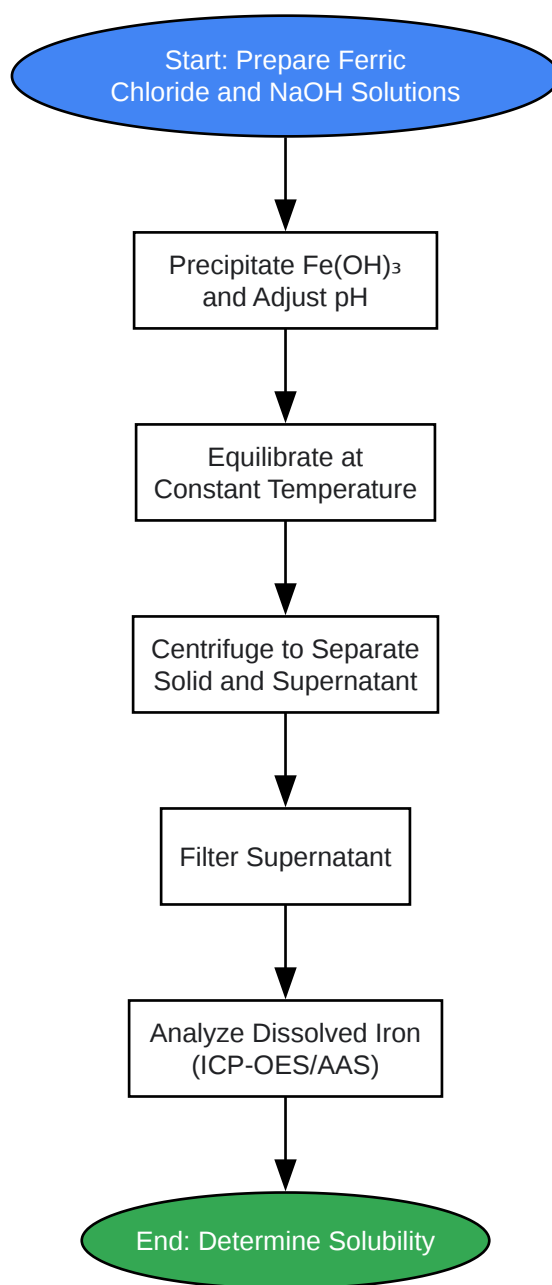 Start: Prepare Ferric
Chloride and NaOH Solutions
Precipitate Fe(OH)₃
and Adjust pH
Equilibrate at
Constant Temperature
Centrifuge to Separate
Solid and Supernatant
Filter Supernatant
Analyze Dissolved Iron
(ICP-OES/AAS)
End: Determine Solubility